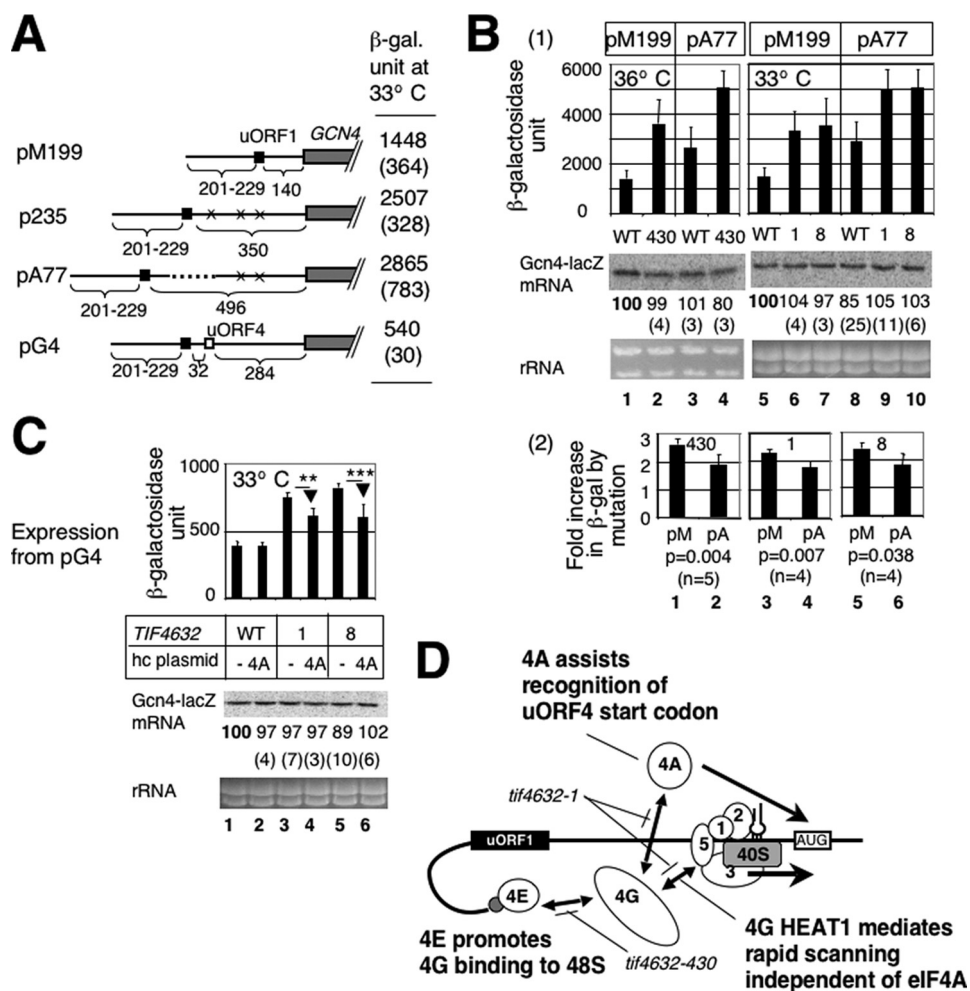 A
β-gal.
unit at
33° C
pM199
uORF1
GCN4
201-229
140
1448
(364)
p235
x x x
201-229
350
2507
(328)
pA77
x x
201-229
496
2865
(783)
pG4
uORF4
201-229
32
284
540
(30)
B
(1)
pM199 pA77 pM199 pA77
β-galactosidase
unit
6000
4000
2000
0
36° C
33° C
WT 430 WT 430 WT 1 8 WT 1 8
Gcn4-lacZ
mRNA
100 99 101 80 100 104 97 85 105 103
(4) (3) (3) (4) (3) (25) (11) (6)
rRNA
1 2 3 4 5 6 7 8 9 10
(2)
Fold increase
in β-gal by
mutation
3
2
1
0
430 1 8
pM pA pM pA pM pA
p=0.004 p=0.007 p=0.038
(n=5) (n=4) (n=4)
1 2 3 4 5 6
C
Expression
from pG4
β-galactosidase
unit
1000
500
0
33° C
** ***
TIF4632 WT 1 8
hc plasmid - 4A - 4A - 4A
Gcn4-lacZ
mRNA
100 97 97 97 89 102
(4) (7) (3) (10) (6)
rRNA
1 2 3 4 5 6
D
4A assists
recognition of
uORF4 start codon
4A
tif4632-1
uORF1
5 1 2
40S
3
AUG
4E
4G
4E promotes
4G binding to 48S
tif4632-430
4G HEAT1 mediates
rapid scanning
independent of eIF4A